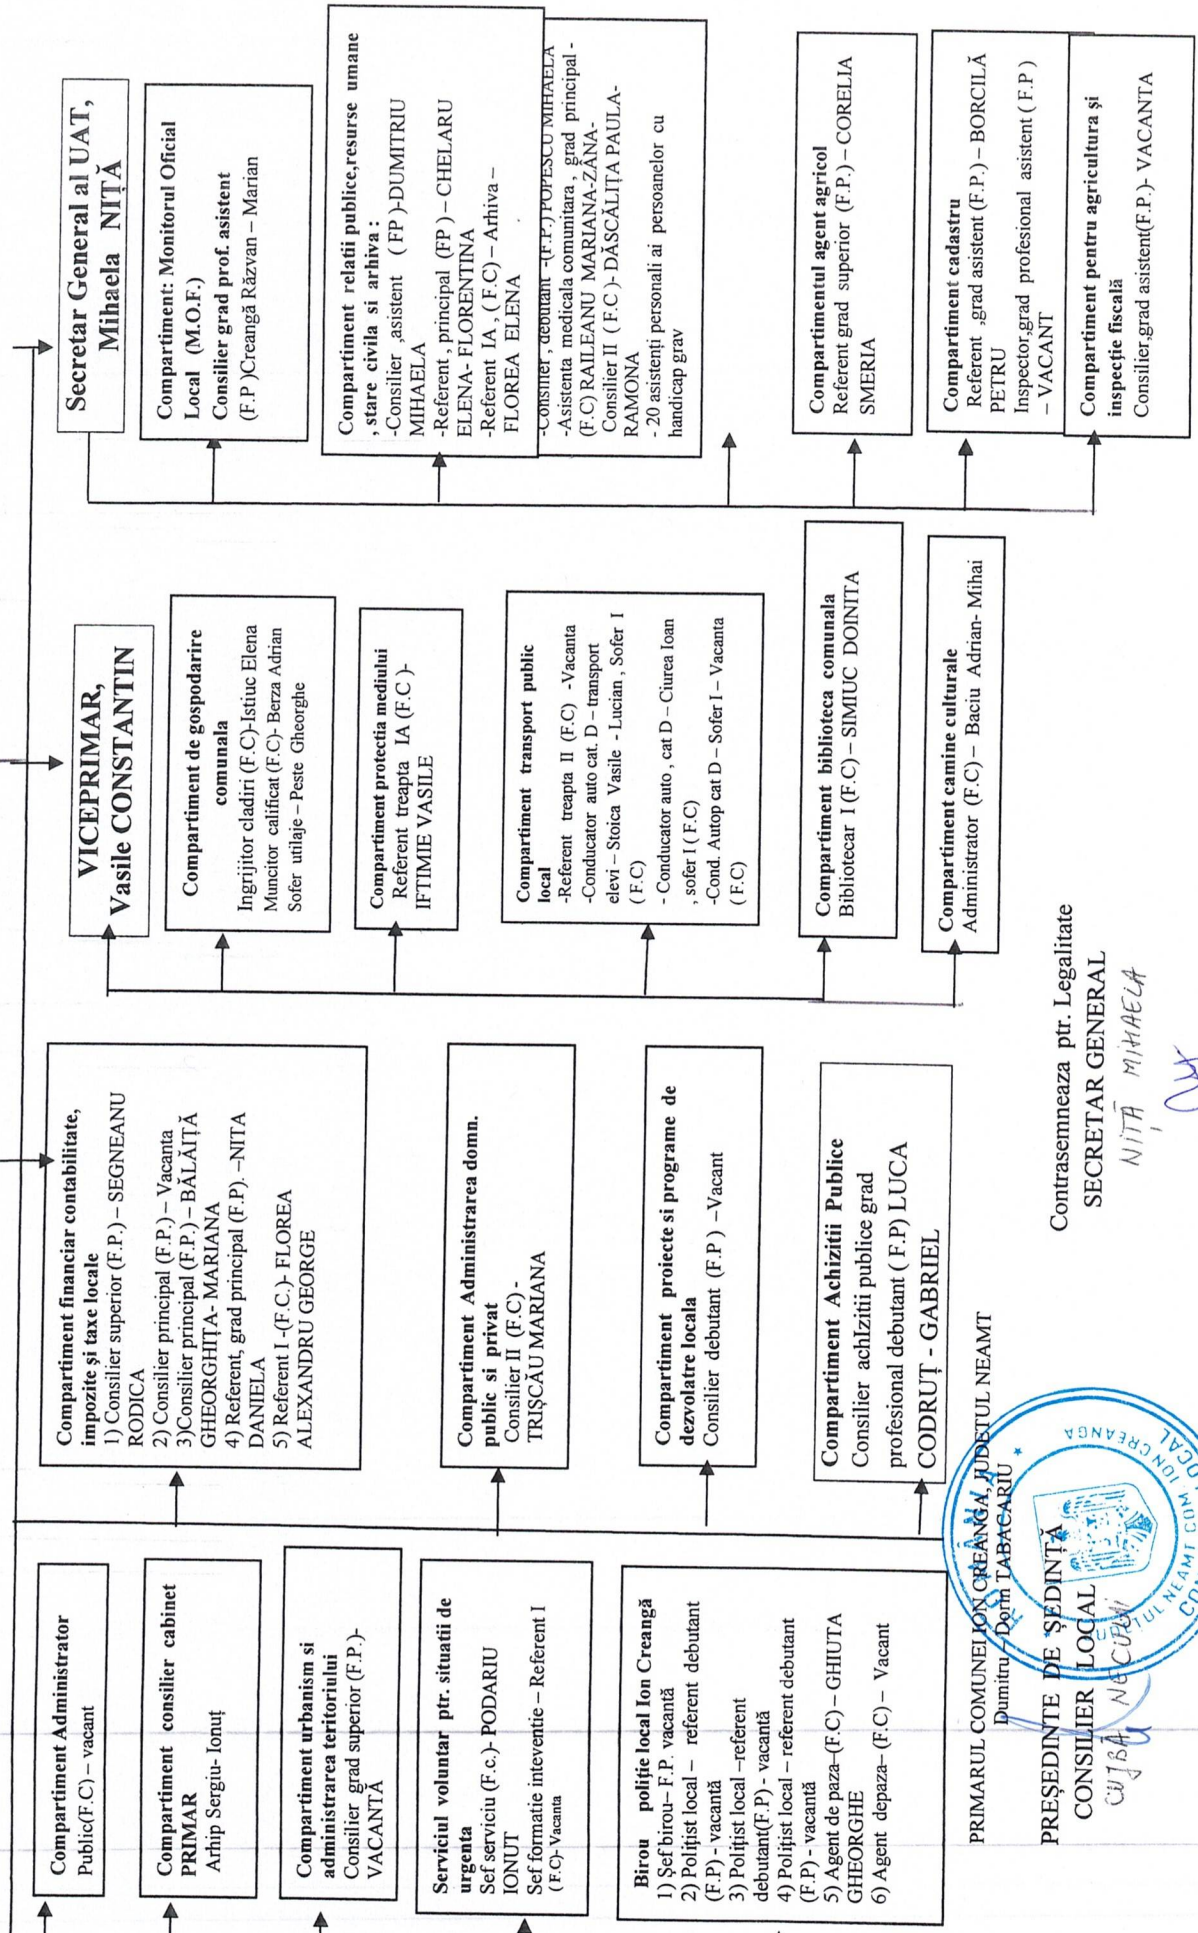 Compartiment Administrator
Public(F.C) – vacant
Compartiment consilier cabinet
PRIMAR
Arhip Sergiu- Ionuț
Compartiment urbanism si
administrarea teritoriului
Consilier grad superior (F.P.)-
VACANTĂ
Serviciul voluntar ptr. situatii de
urgenta
Sef serviciu (F.c.)- PODARIU
IONUT
Sef formatie inteventie – Referent I
(F.C)- Vacanta
Birou poliție local Ion Creangă
1) Șef birou– F.P. vacantă
2) Polițist local – referent debutant
(F.P) - vacantă
3) Polițist local –referent
debutant(F.P) - vacantă
4) Polițist local – referent debutant
(F.P) - vacantă
5) Agent de paza–(F.C) – GHIUTA
GHEORGHE
6) Agent depaza– (F.C) – Vacant
Compartiment financiar contabilitate,
impozite și taxe locale
1) Consilier superior (F.P.) – SEGNEANU
RODICA
2) Consilier principal (F.P.) – Vacanta
3)Consilier principal (F.P.) – BĂLĂIȚĂ
GHEORGHIȚA- MARIANA
4) Referent, grad principal (F.P). –NITA
DANIELA
5) Referent I -(F.C.)- FLOREA
ALEXANDRU GEORGE
Compartiment Administrarea domn.
public si privat
Consilier II (F.C) -
TRIȘCĂU MARIANA
Compartiment proiecte si programe de
dezvolatre locala
Consilier debutant (F.P ) –Vacant
Compartiment Achizitii Publice
Consilier achIzitii publice grad
profesional debutant ( F.P) LUCA
CODRUȚ - GABRIEL
VICEPRIMAR,
Vasile CONSTANTIN
Compartiment de gospodarire
comunala
Ingrijitor cladiri (F.C)-Istiuc Elena
Muncitor calificat (F.C)- Berza Adrian
Sofer utilaje – Peste Gheorghe
Compartiment protectia mediului
Referent treapta IA (F.C )-
IFTIMIE VASILE
Compartiment transport public
local
-Referent treapta II (F.C) -Vacanta
-Conducator auto cat. D – transport
elevi – Stoica Vasile - Lucian , Sofer I
( F.C)
- Conducator auto , cat D – Ciurea Ioan
, sofer I ( F.C)
-Cond. Autop cat D – Sofer I – Vacanta
( F.C)
Compartiment biblioteca comunala
Bibliotecar I (F.C) – SIMIUC DOINITA
Compartiment camine culturale
Administrator (F.C) – Baciu Adrian- Mihai
Secretar General al UAT,
Mihaela NIȚĂ
Compartiment: Monitorul Oficial
Local (M.O.F.)
Consilier grad prof. asistent
(F.P )Creangă Răzvan – Marian
Compartiment relatii publice,resurse umane
, stare civila si arhiva :
-Consilier ,asistent ( FP )-DUMITRIU
MIHAELA
-Referent, principal (FP ) – CHELARU
ELENA- FLORENTINA
-Referent IA , ( F.C) – Arhiva –
FLOREA ELENA
-Consilier , debutant -(F.P.) POPESCU MIHAELA
-Asistenta medicala comunitara , grad principal -
(F.C) RAILEANU MARIANA-ZÂNA-
Consilier II ( F.C )- DĂSCĂLIȚA PAULA-
RAMONA
- 20 asistenți personali ai persoanelor cu
handicap grav
Compartimentul agent agricol
Referent grad superior (F.P.) – CORELIA
SMERIA
Compartiment cadastru
Referent ,grad asistent (F.P.) – BORCILĂ
PETRU
Inspector,grad profesional asistent ( F.P )
– VACANT
Compartiment pentru agricultura și
inspecție fiscală
Consilier,grad asistent(F.P.)- VACANTA
PRIMARUL COMUNEI ION CREANGA, JUDETUL NEAMT
Dumitru –Dorin TABACARIU
PREȘEDINTE DE ȘEDINȚĂ
CONSILIER LOCAL
ROMÂNIA
JUDEȚUL NEAMT COM. ION CREANGA
LOCAL
Contrasemneaza ptr. Legalitate
SECRETAR GENERAL
NIȚĂ MIHAELA